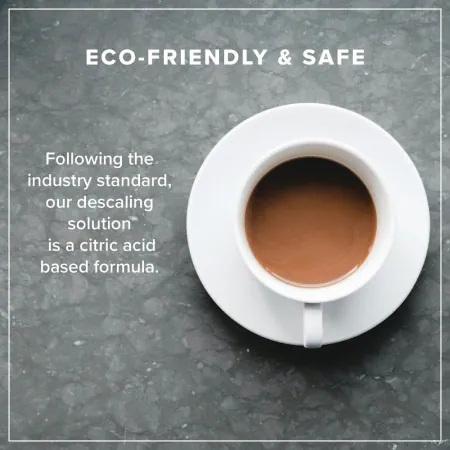 ECO-FRIENDLY & SAFE
Following the
industry standard,
our descaling
solution
is a citric acid
based formula.